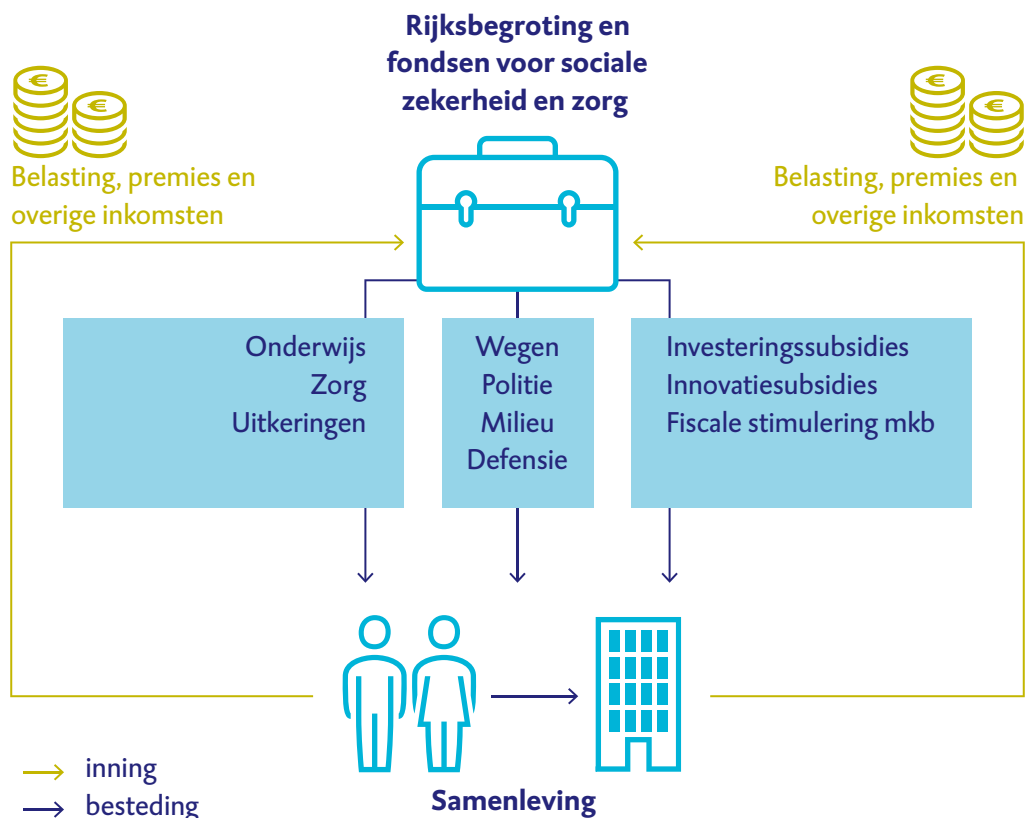 Rijksbegroting en
fondsen voor sociale
zekerheid en zorg
€
€
Belasting, premies en
overige inkomsten
€
€
Belasting, premies en
overige inkomsten
Onderwijs
Zorg
Uitkeringen
Wegen
Politie
Milieu
Defensie
Investeringssubsidies
Innovatiesubsidies
Fiscale stimulering mkb
inning
besteding
Samenleving